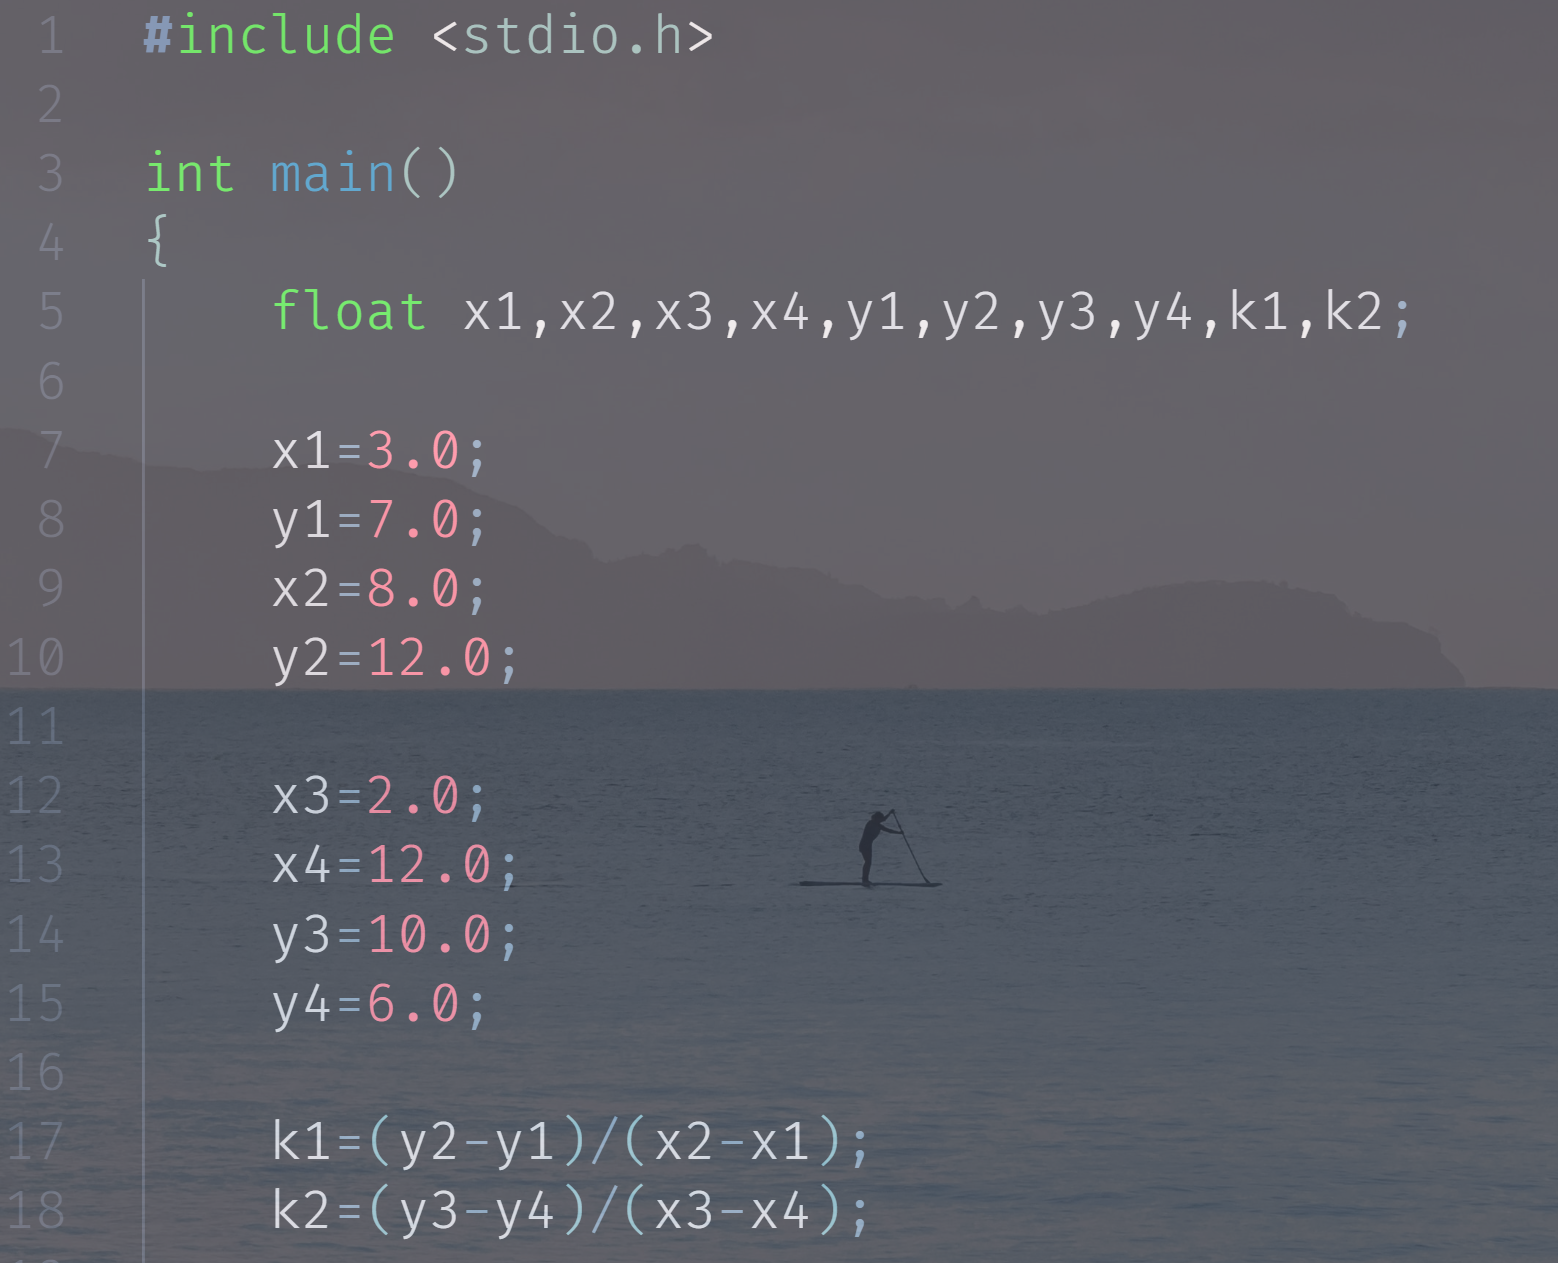 1 #include <stdio.h>
2
3 int main()
4 {
5 float x1,x2,x3,x4,y1,y2,y3,y4,k1,k2;
6
7 x1=3.0;
8 y1=7.0;
9 x2=8.0;
10 y2=12.0;
11
12 x3=2.0;
13 x4=12.0;
14 y3=10.0;
15 y4=6.0;
16
17 k1=(y2-y1)/(x2-x1);
18 k2=(y3-y4)/(x3-x4);